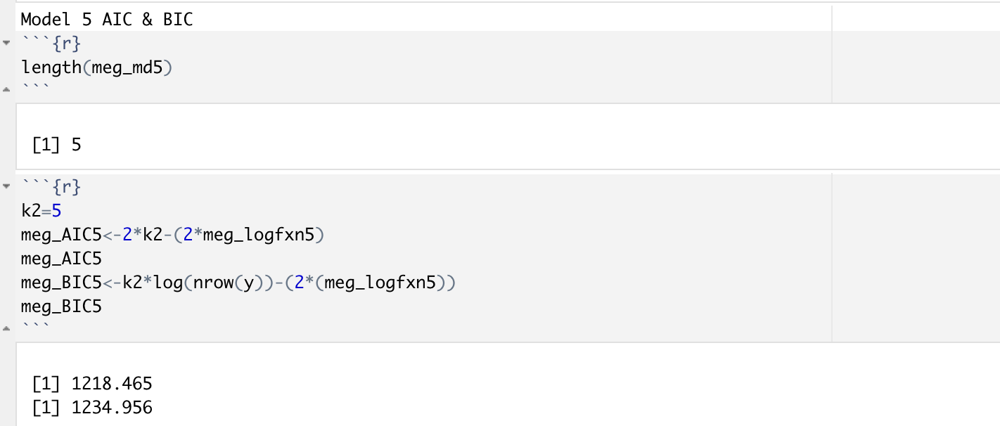 Model 5 AIC & BIC
```{r}
length(meg_md5)
```
[1] 5
```{r}
k2=5
meg_AIC5<-2*k2-(2*meg_logfxn5)
meg_AIC5
meg_BIC5<-k2*log(nrow(y))-(2*(meg_logfxn5))
meg_BIC5
```
[1] 1218.465
[1] 1234.956